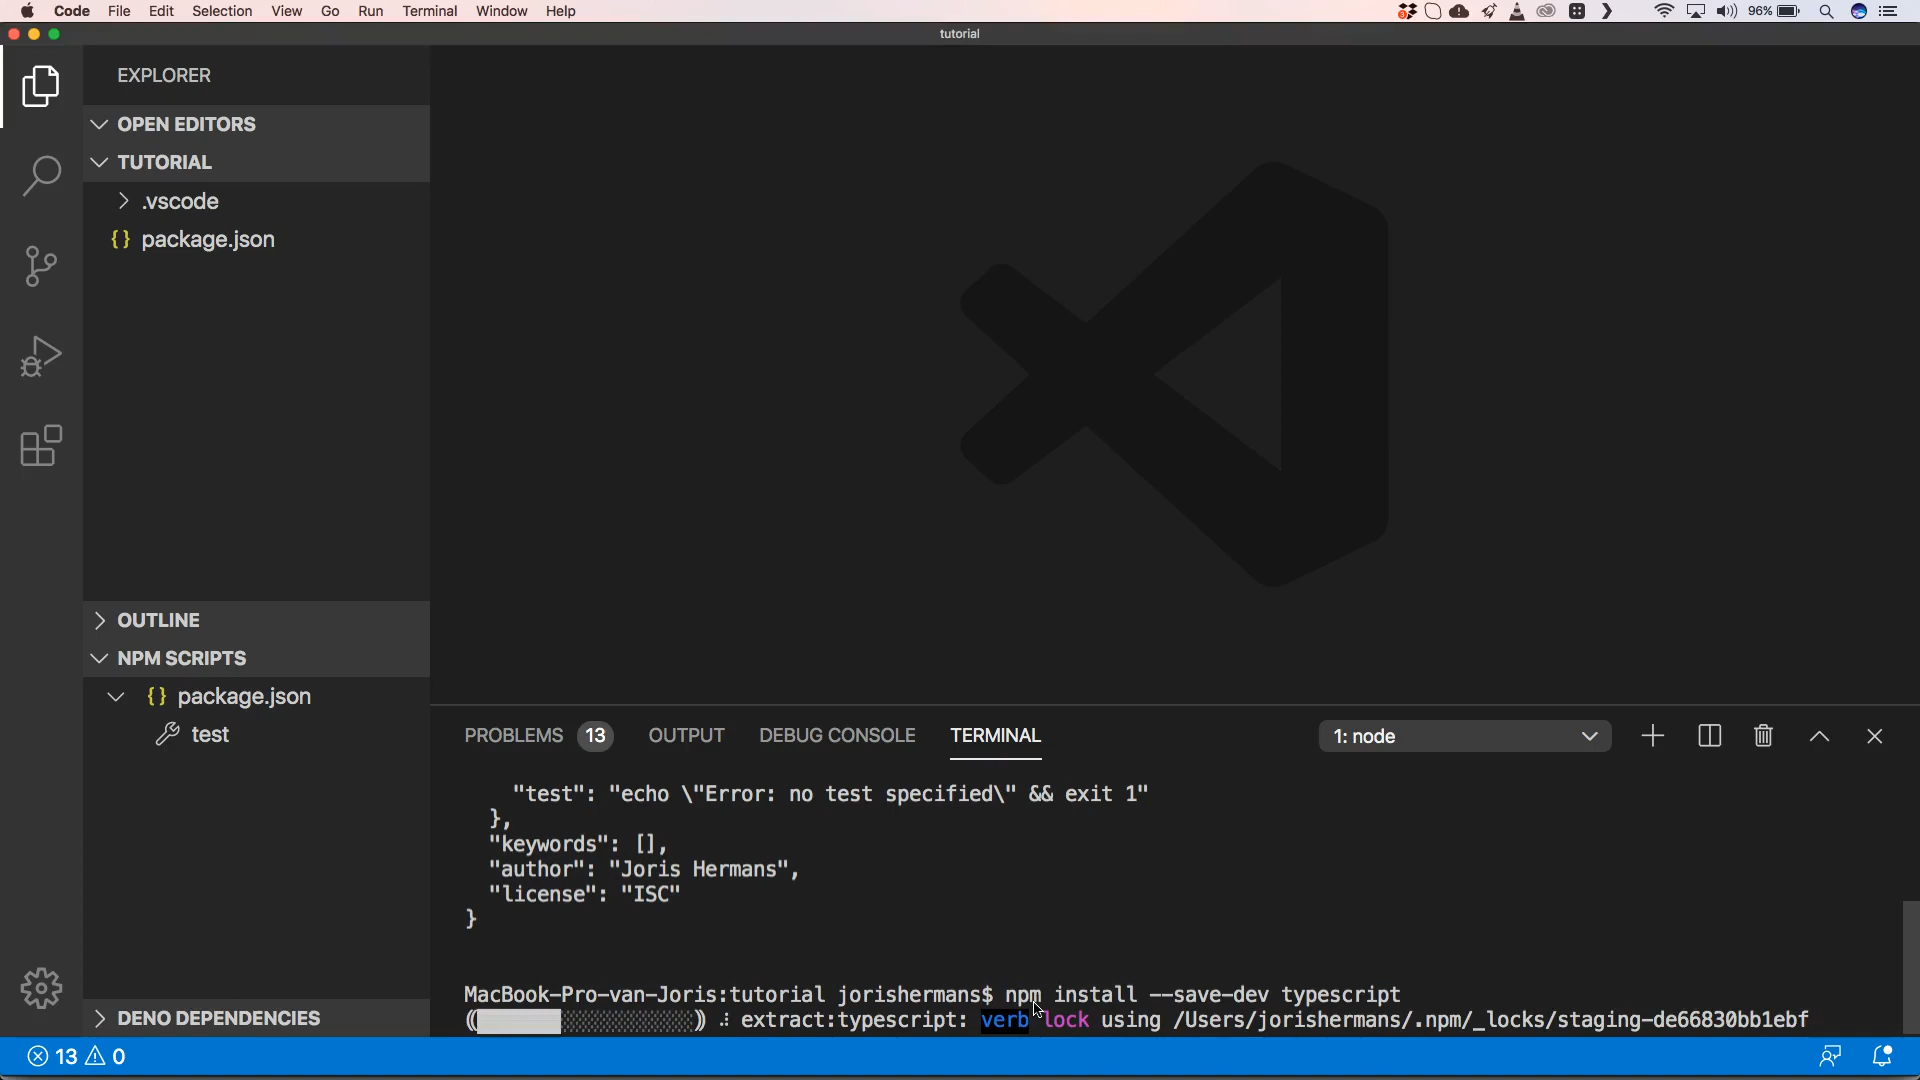 Code File Edit Selection View Go Run Terminal Window Help 96%
tutorial
EXPLORER
OPEN EDITORS
TUTORIAL
.vscode
{} package.json
OUTLINE
NPM SCRIPTS
{} package.json
test
DENO DEPENDENCIES
PROBLEMS 13 OUTPUT DEBUG CONSOLE TERMINAL 1: node
"test": "echo \"Error: no test specified\" && exit 1"
},
"keywords": [],
"author": "Joris Hermans",
"license": "ISC"
}
MacBook-Pro-van-Joris:tutorial jorishermans$ npm install --save-dev typescript
extract:typescript: verb lock using /Users/jorishermans/.npm/_locks/staging-de66830bb1ebf
13 0